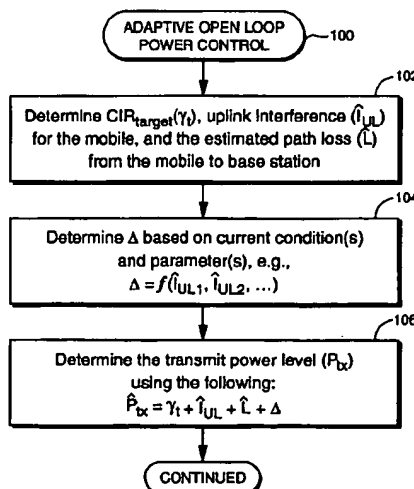 ADAPTIVE OPEN LOOP
POWER CONTROL
100
102
Determine CIRtarget(γt), uplink interference (ÎUL)
for the mobile, and the estimated path loss (L̂)
from the mobile to base station
104
Determine Δ based on current condition(s)
and parameter(s), e.g.,
Δ = f(ÎUL1, ÎUL2, ...)
106
Determine the transmit power level (Ptx)
using the following:
P̂tx = γt + ÎUL + L̂ + Δ
CONTINUED